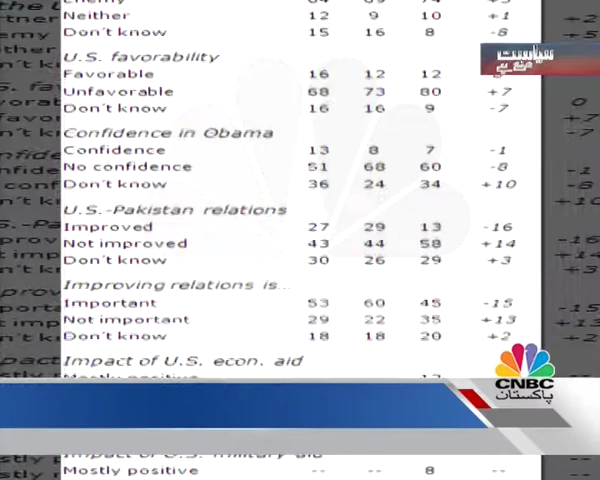 Neither 12 9 10 +1
Don't know 15 16 8 -8
U.S. favorability
Favorable 16 12 12
Unfavorable 68 73 80 +7
Don't know 16 16 9 -7
Confidence in Obama
Confidence 13 8 7 -1
No confidence 51 68 60 -8
Don't know 36 24 34 +10
U.S.-Pakistan relations
Improved 27 29 13 -16
Not improved 43 44 58 +14
Don't know 30 26 29 +3
Improving relations is...
Important 53 60 45 -15
Not important 29 22 35 +13
Don't know 18 18 20 +2
Impact of U.S. econ. aid
CNBC
پاکستان
Impact of U.S. military aid
Mostly positive -- -- 8 --